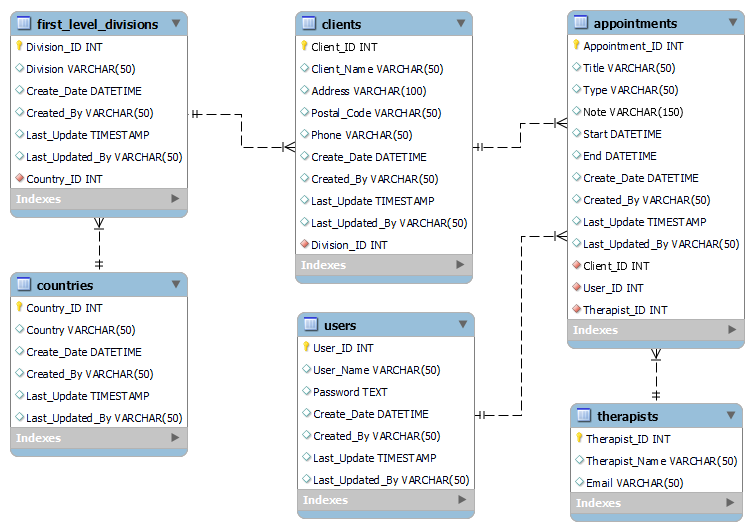 first_level_divisions
Division_ID INT
Division VARCHAR(50)
Create_Date DATETIME
Created_By VARCHAR(50)
Last_Update TIMESTAMP
Last_Updated_By VARCHAR(50)
Country_ID INT
Indexes
countries
Country_ID INT
Country VARCHAR(50)
Create_Date DATETIME
Created_By VARCHAR(50)
Last_Update TIMESTAMP
Last_Updated_By VARCHAR(50)
Indexes
clients
Client_ID INT
Client_Name VARCHAR(50)
Address VARCHAR(100)
Postal_Code VARCHAR(50)
Phone VARCHAR(50)
Create_Date DATETIME
Created_By VARCHAR(50)
Last_Update TIMESTAMP
Last_Updated_By VARCHAR(50)
Division_ID INT
Indexes
users
User_ID INT
User_Name VARCHAR(50)
Password TEXT
Create_Date DATETIME
Created_By VARCHAR(50)
Last_Update TIMESTAMP
Last_Updated_By VARCHAR(50)
Indexes
appointments
Appointment_ID INT
Title VARCHAR(50)
Type VARCHAR(50)
Note VARCHAR(150)
Start DATETIME
End DATETIME
Create_Date DATETIME
Created_By VARCHAR(50)
Last_Update TIMESTAMP
Last_Updated_By VARCHAR(50)
Client_ID INT
User_ID INT
Therapist_ID INT
Indexes
therapists
Therapist_ID INT
Therapist_Name VARCHAR(50)
Email VARCHAR(50)
Indexes